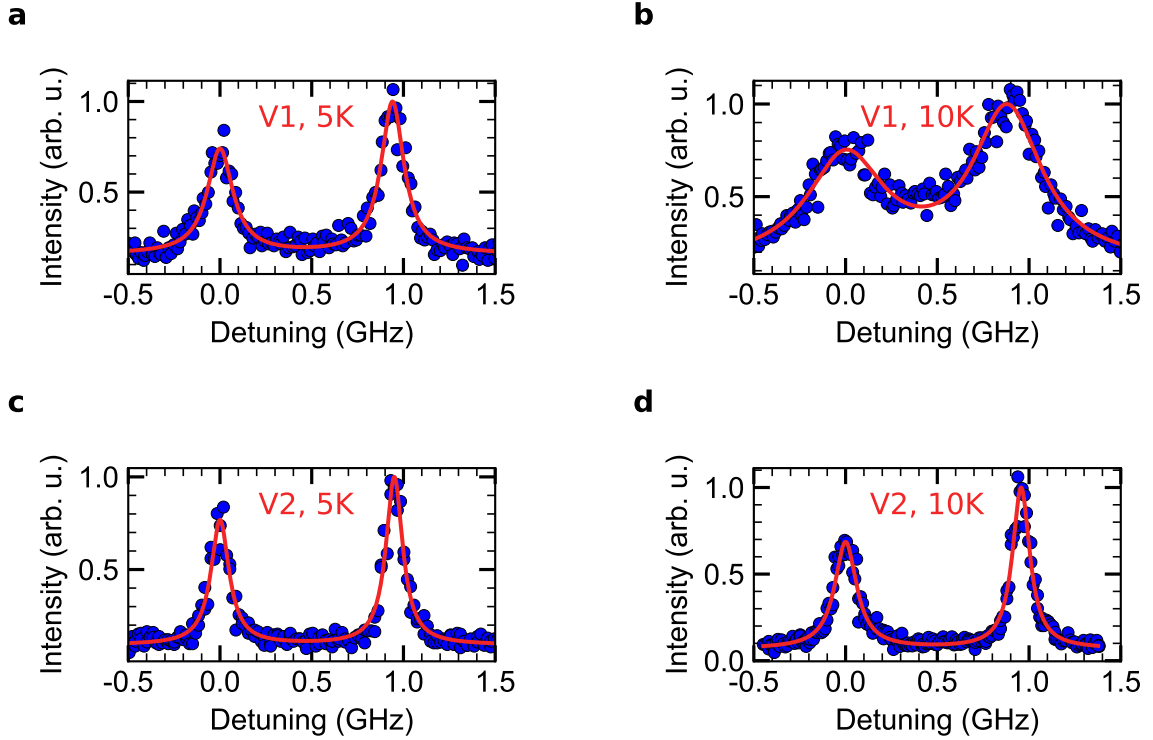 a
Intensity (arb. u.)
1.0
0.5
V1, 5K
-0.5 0.0 0.5 1.0 1.5
Detuning (GHz)
b
Intensity (arb. u.)
1.0
0.5
V1, 10K
-0.5 0.0 0.5 1.0 1.5
Detuning (GHz)
c
Intensity (arb. u.)
1.0
0.5
V2, 5K
-0.5 0.0 0.5 1.0 1.5
Detuning (GHz)
d
Intensity (arb. u.)
1.0
0.5
0.0
V2, 10K
-0.5 0.0 0.5 1.0 1.5
Detuning (GHz)